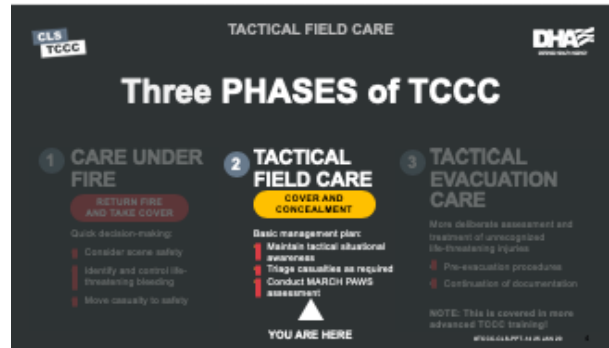 CLS
TCCC
TACTICAL FIELD CARE
DHA
Three PHASES of TCCC
1
CARE UNDER
FIRE
RETURN FIRE
AND TAKE COVER
Quick decision-making:
Consider scene safety
Identify and control life-
threatening bleeding
Move casualty to safety
2
TACTICAL
FIELD CARE
COVER AND
CONCEALMENT
Basic management plan:
Maintain tactical situational
awareness
Triage casualties as required
Conduct MARCH PAWS
assessment
YOU ARE HERE
3
TACTICAL
EVACUATION
CARE
More deliberate assessment and
treatment of unrecognized
life-threatening injuries
Pre-evacuation procedures
Continuation of documentation
NOTE: This is covered in more
advanced TCCC training!
4